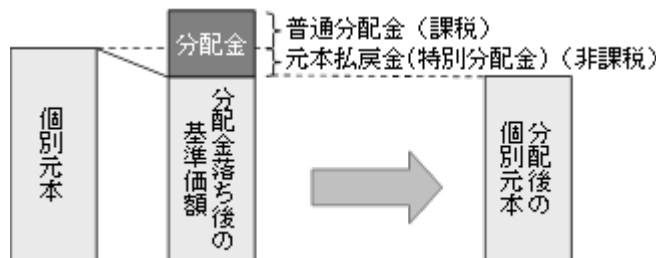 分配金
普通分配金（課税）
元本払戻金(特別分配金)（非課税）
個別元本
分配金落ち後の
基準価額
分配後の
個別元本